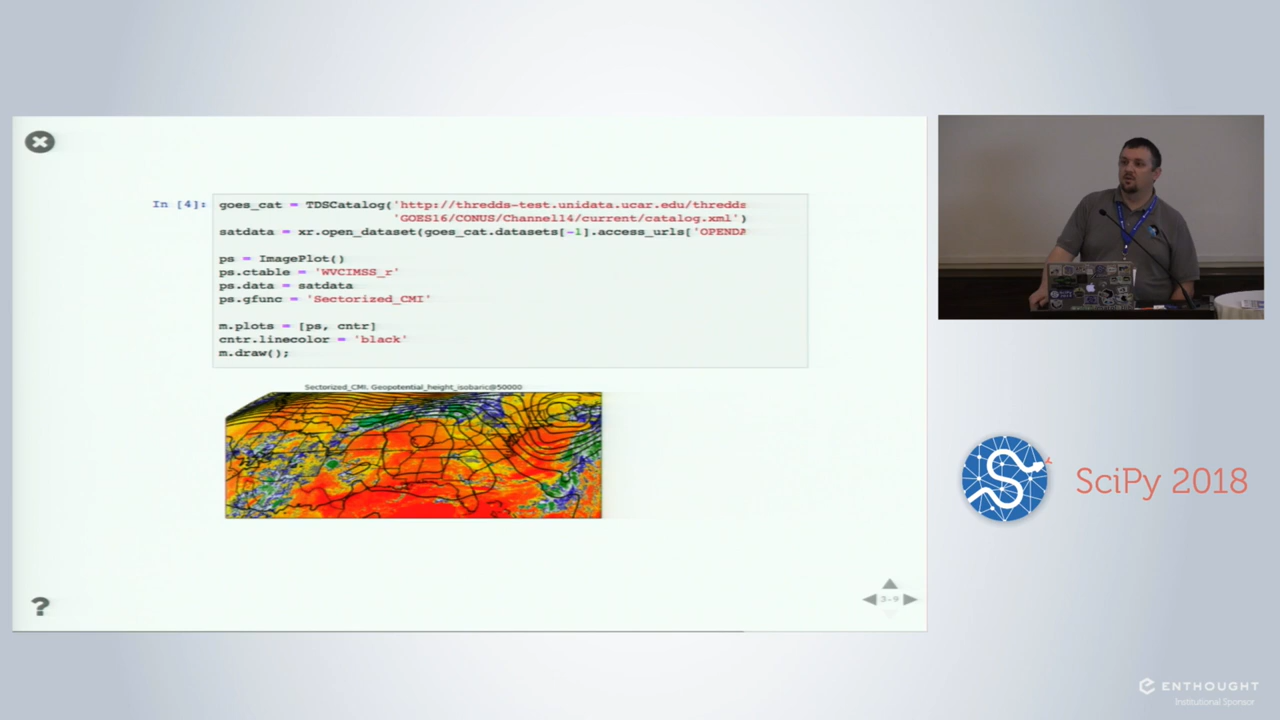 In [4]: goes_cat = TDSCatalog('http://thredds-test.unidata.ucar.edu/thredds
'GOES16/CONUS/Channel14/current/catalog.xml')
satdata = xr.open_dataset(goes_cat.datasets[-1].access_urls['OPENDA
ps = ImagePlot()
ps.ctable = 'WVCIMSS_r'
ps.data = satdata
ps.gfunc = 'Sectorized_CMI'
m.plots = [ps, cntr]
cntr.linecolor = 'black'
m.draw();
Sectorized_CMI, Geopotential_height_isobaric@50000
?
3-9
SciPy 2018
ENTHOUGHT
Institutional Sponsor